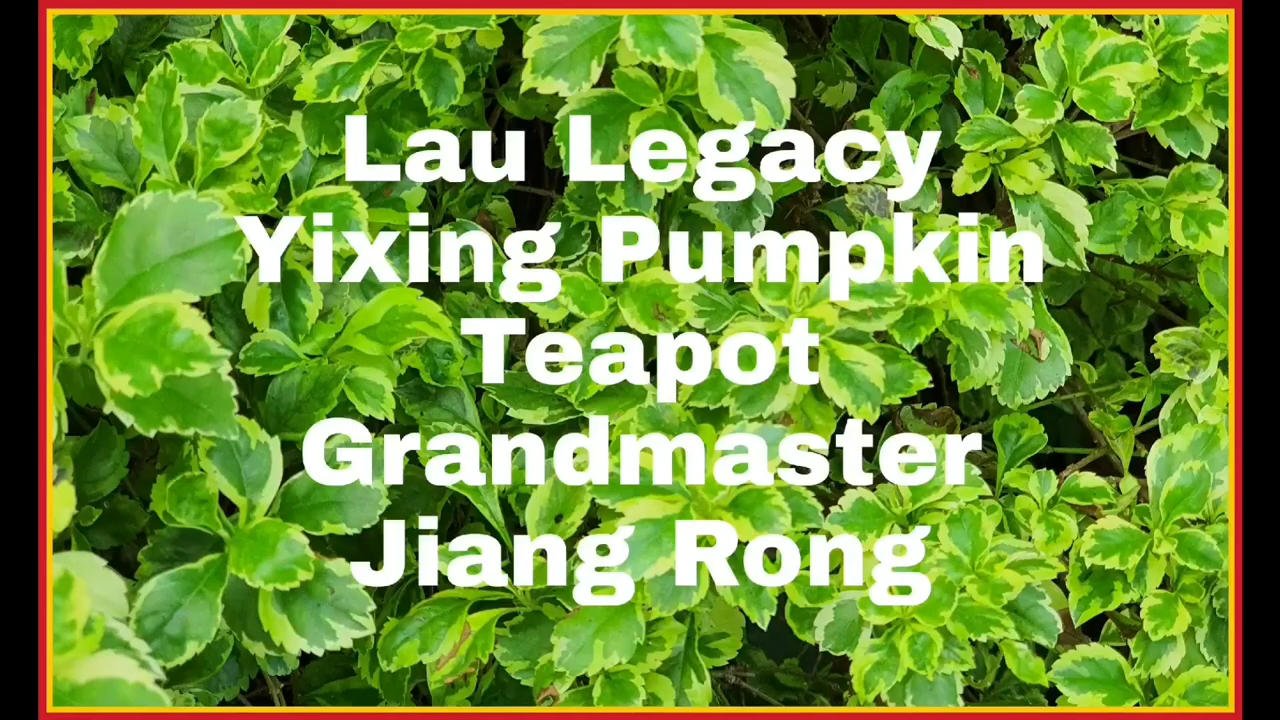 Lau Legacy
Yixing Pumpkin
Teapot
Grandmaster
Jiang Rong